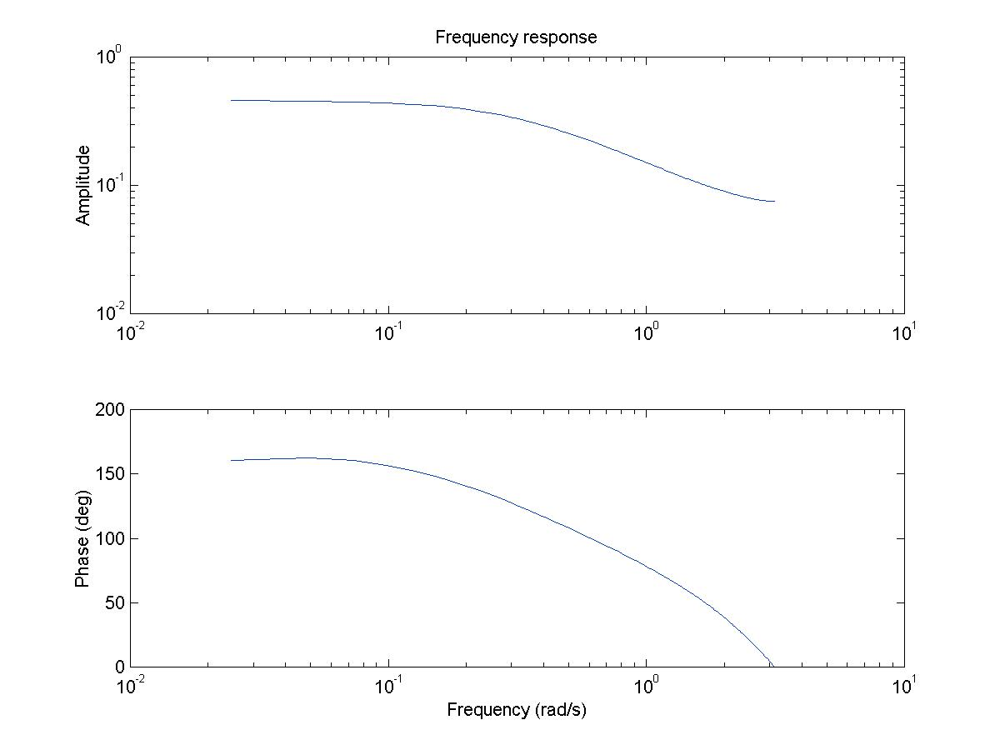 Frequency response
10^0
10^-1
10^-2
Amplitude
10^-2 10^-1 10^0 10^1
200
150
100
50
0
Phase (deg)
10^-2 10^-1 10^0 10^1
Frequency (rad/s)